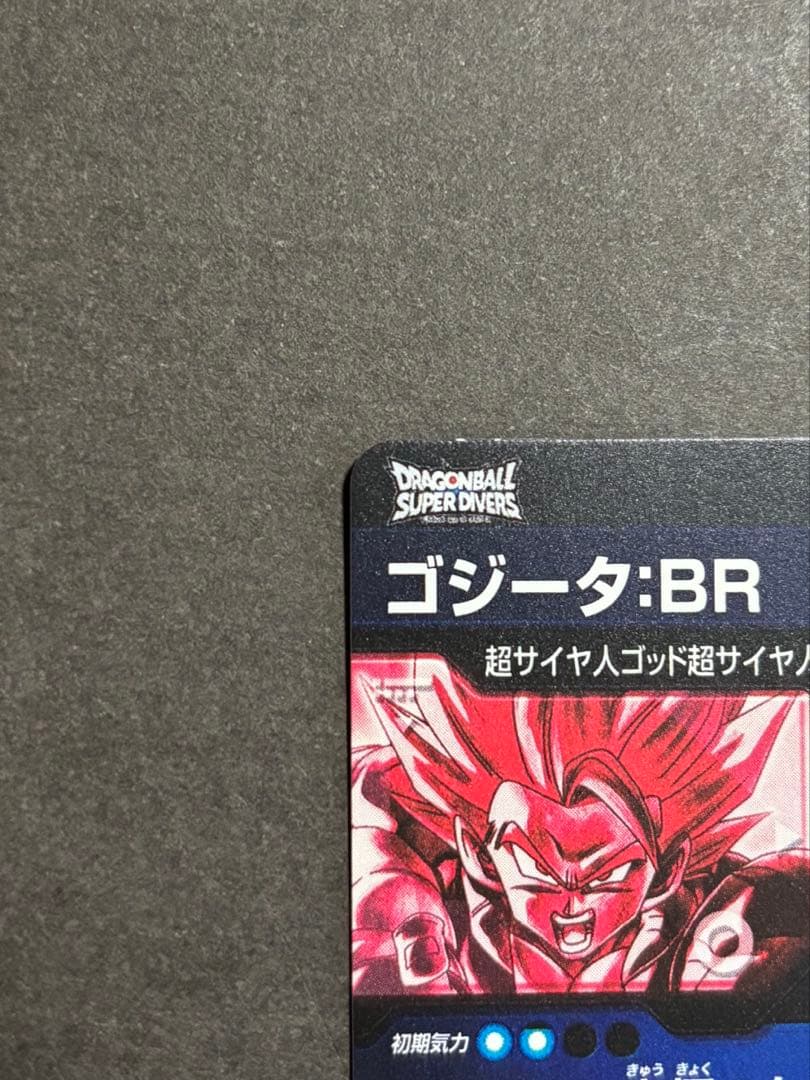 DRAGONBALL
SUPER DIVERS
ゴジータ:BR
超サイヤ人ゴッド超サイヤ人
初期気力
きゅう きょく